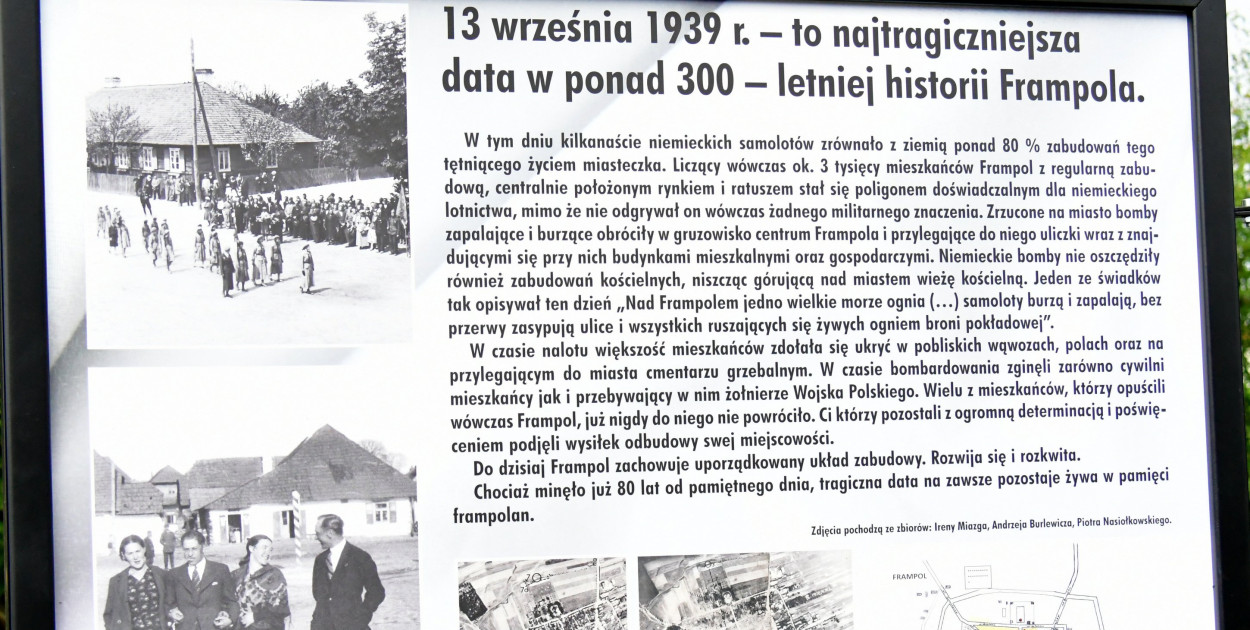 13 września 1939 r. – to najtragiczniejsza
data w ponad 300 – letniej historii Frampola.
W tym dniu kilkanaście niemieckich samolotów zrównało z ziemią ponad 80 % zabudowań tego
tętniącego życiem miasteczka. Liczący wówczas ok. 3 tysięcy mieszkańców Frampol z regularną zabu-
dową, centralnie położonym rynkiem i ratuszem stał się poligonem doświadczalnym dla niemieckiego
lotnictwa, mimo że nie odgrywał on wówczas żadnego militarnego znaczenia. Zrzucone na miasto bomby
zapalające i burzące obróciły w gruzowisko centrum Frampola i przylegające do niego uliczki wraz z znaj-
dującymi się przy nich budynkami mieszkalnymi oraz gospodarczymi. Niemieckie bomby nie oszczędziły
również zabudowań kościelnych, niszcząc górującą nad miastem wieżę kościelną. Jeden ze świadków
tak opisywał ten dzień „Nad Frampolem jedno wielkie morze ognia (...) samoloty burzą i zapalają, bez
przerwy zasypują ulice i wszystkich ruszających się żywych ogniem broni pokładowej”.
W czasie nalotu większość mieszkańców zdołała się ukryć w pobliskich wąwozach, polach oraz na
przylegającym do miasta cmentarzu grzebalnym. W czasie bombardowania zginęli zarówno cywilni
mieszkańcy jak i przebywający w nim żołnierze Wojska Polskiego. Wielu z mieszkańców, którzy opuścili
wówczas Frampol, już nigdy do niego nie powróciło. Ci którzy pozostali z ogromną determinacją i poświę-
ceniem podjęli wysiłek odbudowy swej miejscowości.
Do dzisiaj Frampol zachowuje uporządkowany układ zabudowy. Rozwija się i rozkwita.
Chociaż minęło już 80 lat od pamiętnego dnia, tragiczna data na zawsze pozostaje żywa w pamięci
frampolan.
Zdjęcia pochodzą ze zbiorów: Ireny Miazga, Andrzeja Burlewicza, Piotra Nasiołkowskiego.
FRAMPOL